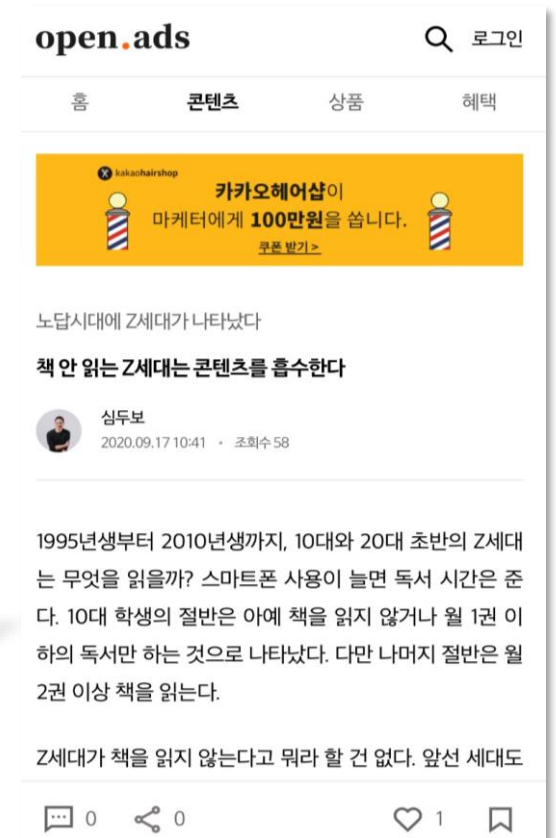 open.ads
로그인
홈 콘텐츠 상품 혜택
kakaohairshop
카카오헤어샵이
마케터에게 100만원을 쏩니다.
쿠폰 받기 >
노답시대에 Z세대가 나타났다
책 안 읽는 Z세대는 콘텐츠를 흡수한다
심두보
2020.09.17 10:41 • 조회수 58
1995년생부터 2010년생까지, 10대와 20대 초반의 Z세대
는 무엇을 읽을까? 스마트폰 사용이 늘면 독서 시간은 준
다. 10대 학생의 절반은 아예 책을 읽지 않거나 월 1권 이
하의 독서만 하는 것으로 나타났다. 다만 나머지 절반은 월
2권 이상 책을 읽는다.
Z세대가 책을 읽지 않는다고 뭐라 할 건 없다. 앞선 세대도
0 0 1